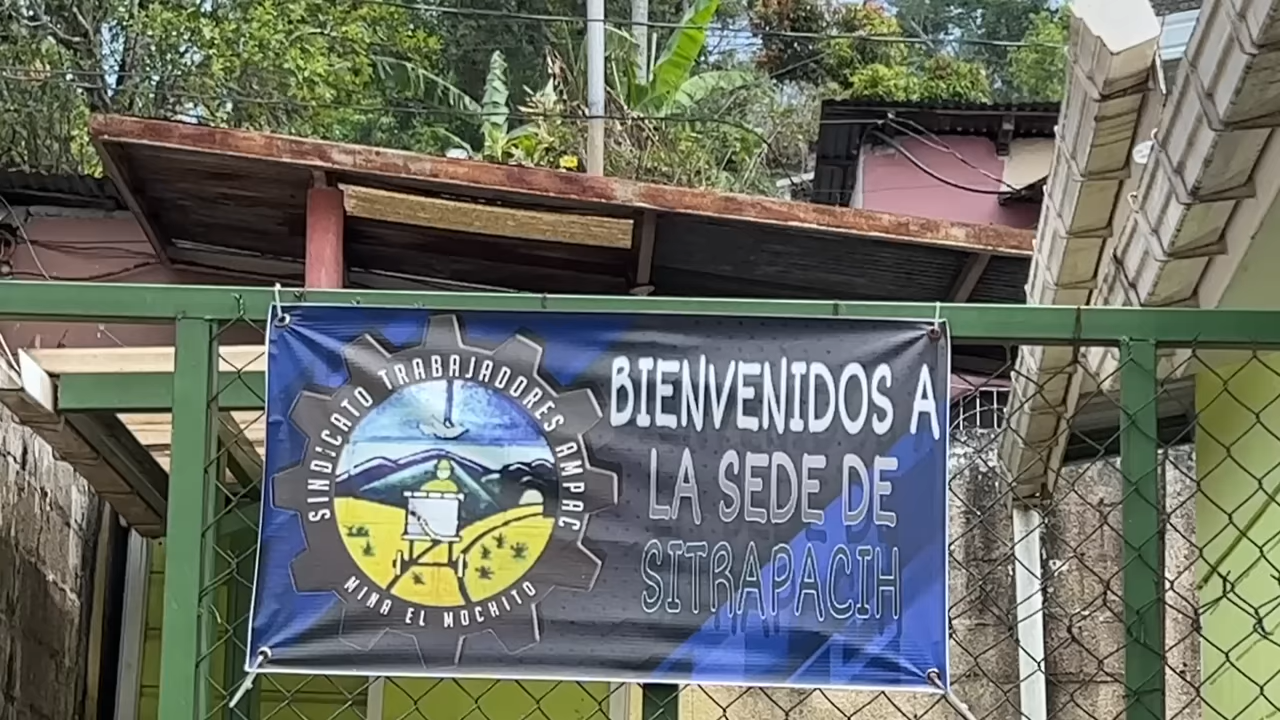 SINDICATO TRABAJADORES AMPAC
MINA EL MOCHITO
BIENVENIDOS A
LA SEDE DE
SITRAPACIH